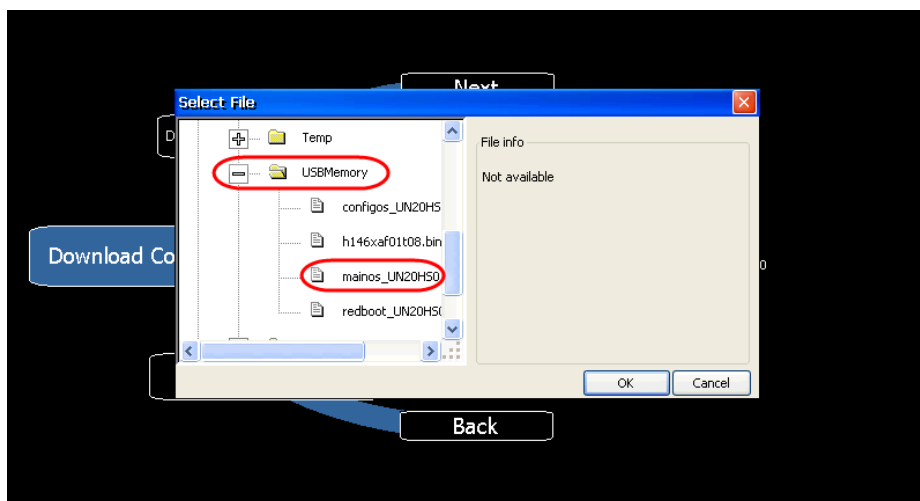 Next
Select File
D
Temp
File info
USBMemory
Not available
configos_UN20HS
h146xaf01t08.bin
Download Co
mainos_UN20HS0
0
redboot_UN20HS0
OK
Cancel
Back